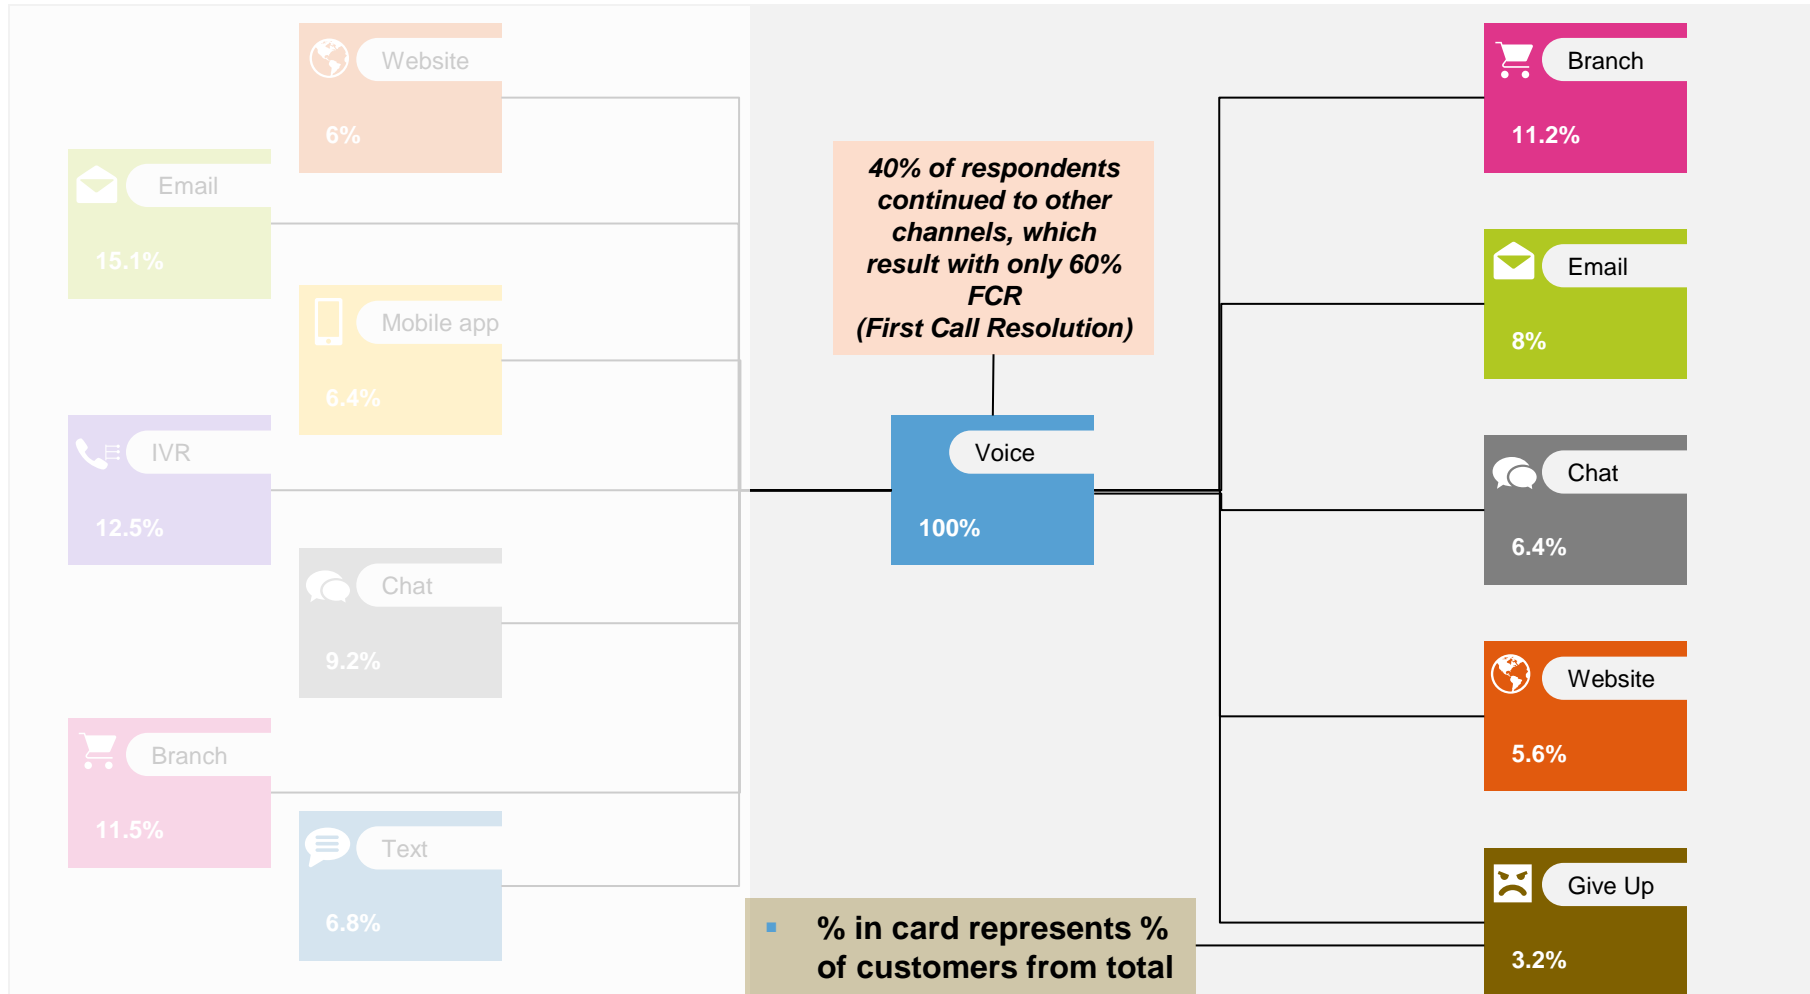 Website
6%
Email
15.1%
Mobile app
6.4%
IVR
12.5%
Chat
9.2%
Branch
11.5%
Text
6.8%
40% of respondents
continued to other
channels, which
result with only 60%
FCR
(First Call Resolution)
Voice
100%
Branch
11.2%
Email
8%
Chat
6.4%
Website
5.6%
Give Up
3.2%
▪ % in card represents %
of customers from total